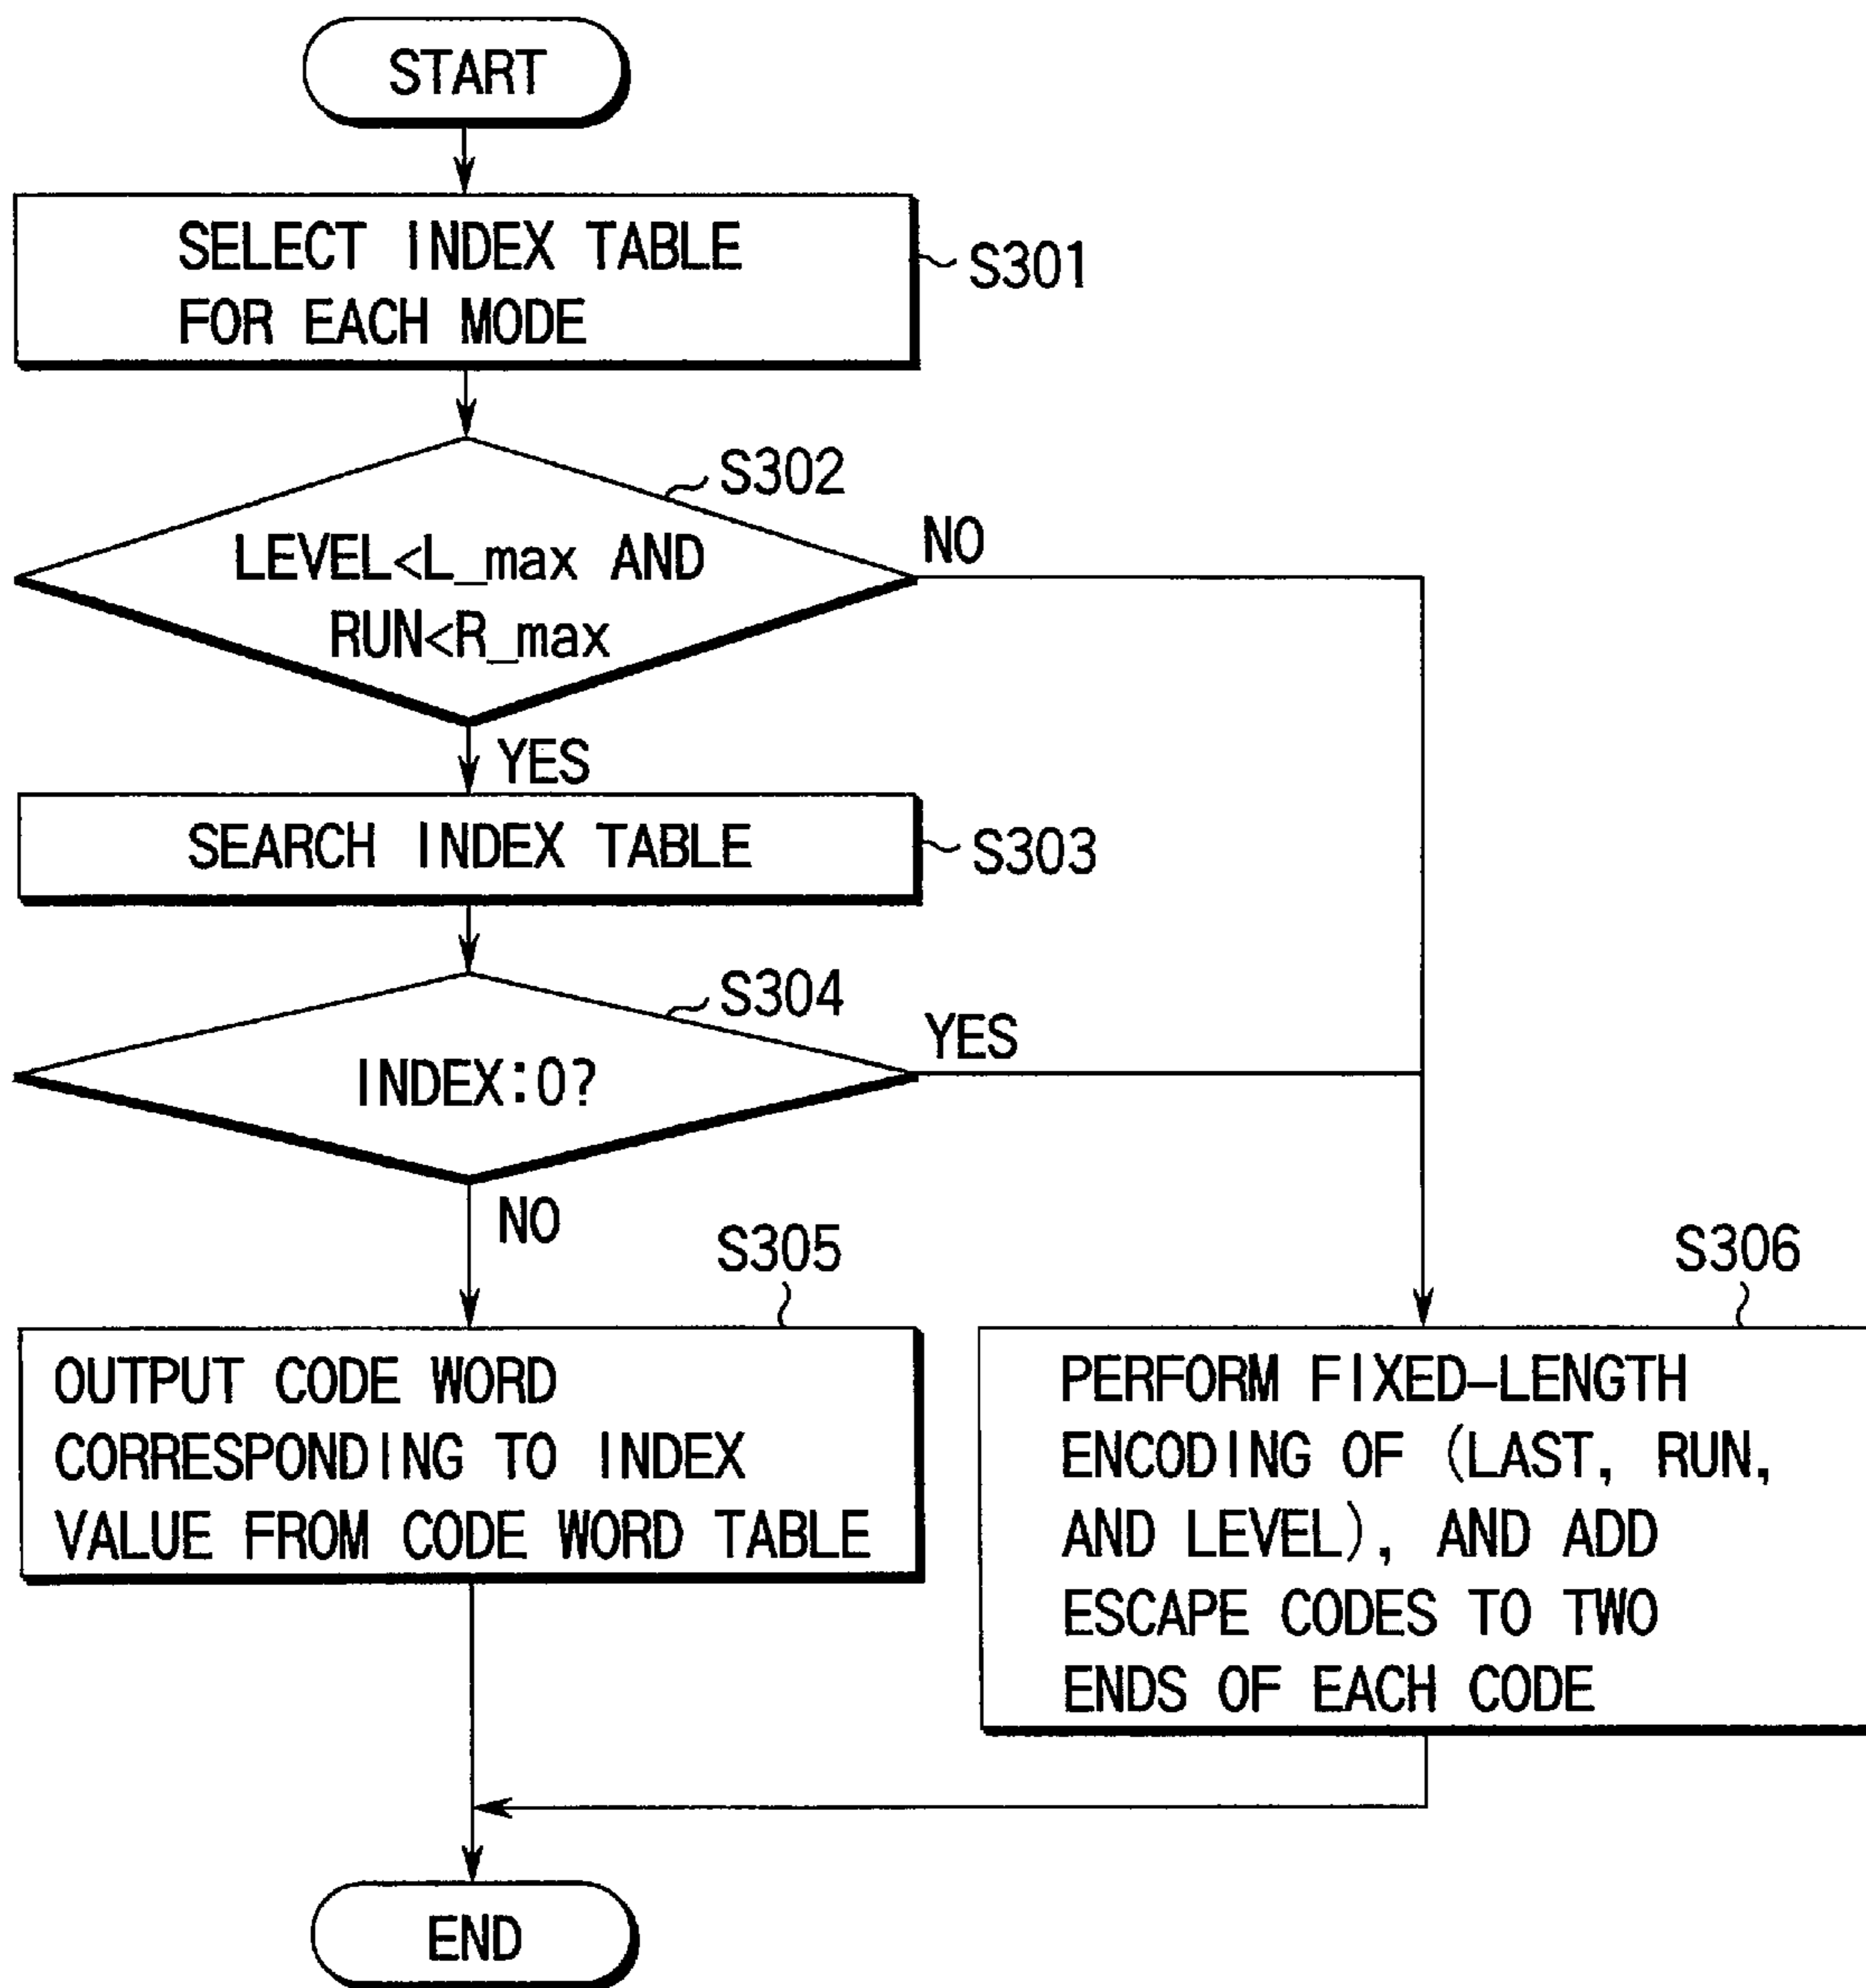 START
SELECT INDEX TABLE
FOR EACH MODE
S301
S302
LEVEL<L_max AND
RUN<R_max
NO
YES
SEARCH INDEX TABLE
S303
S304
INDEX:0?
YES
NO
S305
OUTPUT CODE WORD
CORRESPONDING TO INDEX
VALUE FROM CODE WORD TABLE
S306
PERFORM FIXED-LENGTH
ENCODING OF (LAST, RUN,
AND LEVEL), AND ADD
ESCAPE CODES TO TWO
ENDS OF EACH CODE
END